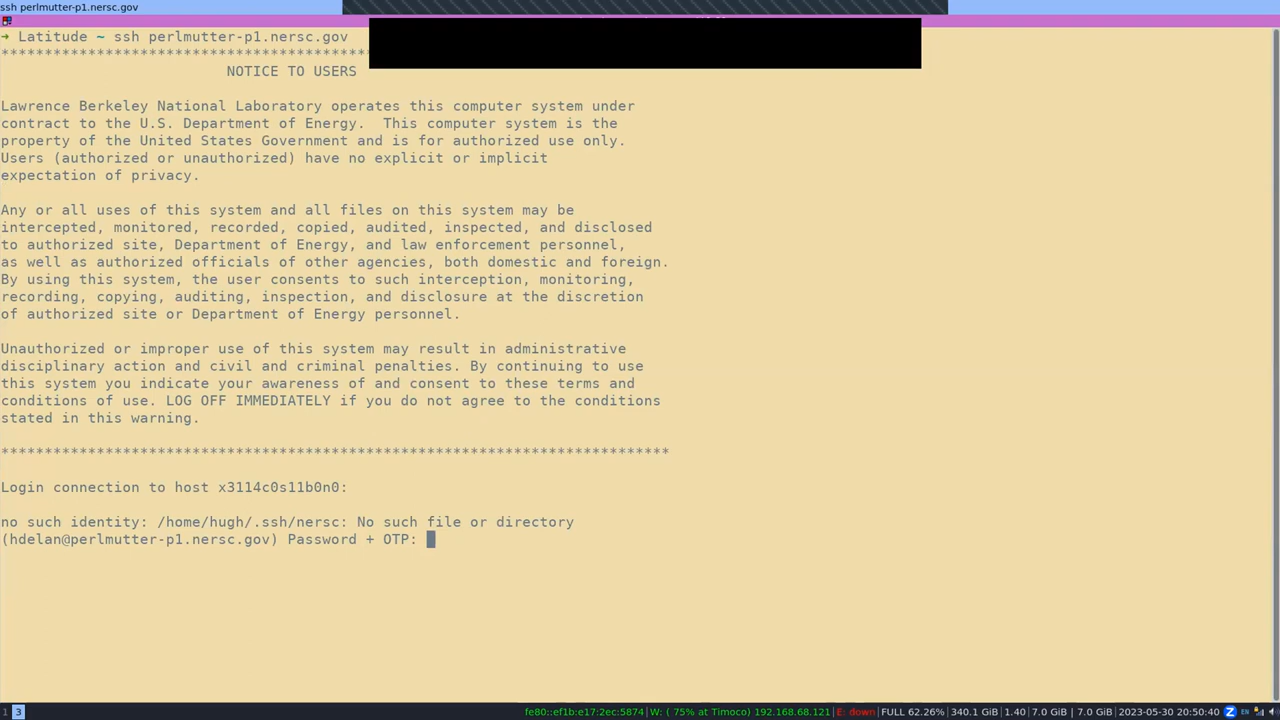 ssh perlmutter-p1.nersc.gov
➜ Latitude ~ ssh perlmutter-p1.nersc.gov
*******************************************
NOTICE TO USERS
Lawrence Berkeley National Laboratory operates this computer system under
contract to the U.S. Department of Energy.  This computer system is the
property of the United States Government and is for authorized use only.
Users (authorized or unauthorized) have no explicit or implicit
expectation of privacy.
Any or all uses of this system and all files on this system may be
intercepted, monitored, recorded, copied, audited, inspected, and disclosed
to authorized site, Department of Energy, and law enforcement personnel,
as well as authorized officials of other agencies, both domestic and foreign.
By using this system, the user consents to such interception, monitoring,
recording, copying, auditing, inspection, and disclosure at the discretion
of authorized site or Department of Energy personnel.
Unauthorized or improper use of this system may result in administrative
disciplinary action and civil and criminal penalties. By continuing to use
this system you indicate your awareness of and consent to these terms and
conditions of use. LOG OFF IMMEDIATELY if you do not agree to the conditions
stated in this warning.
*****************************************************************************
Login connection to host x3114c0s11b0n0:
no such identity: /home/hugh/.ssh/nersc: No such file or directory
(hdelan@perlmutter-p1.nersc.gov) Password + OTP:
1 3 fe80::ef1b:e17:2ec:5874 | W: ( 75% at Timoco) 192.168.68.121 | E: down | FULL 62.26% | 340.1 GiB | 1.40 | 7.0 GiB | 7.0 GiB | 2023-05-30 20:50:40 Z EN